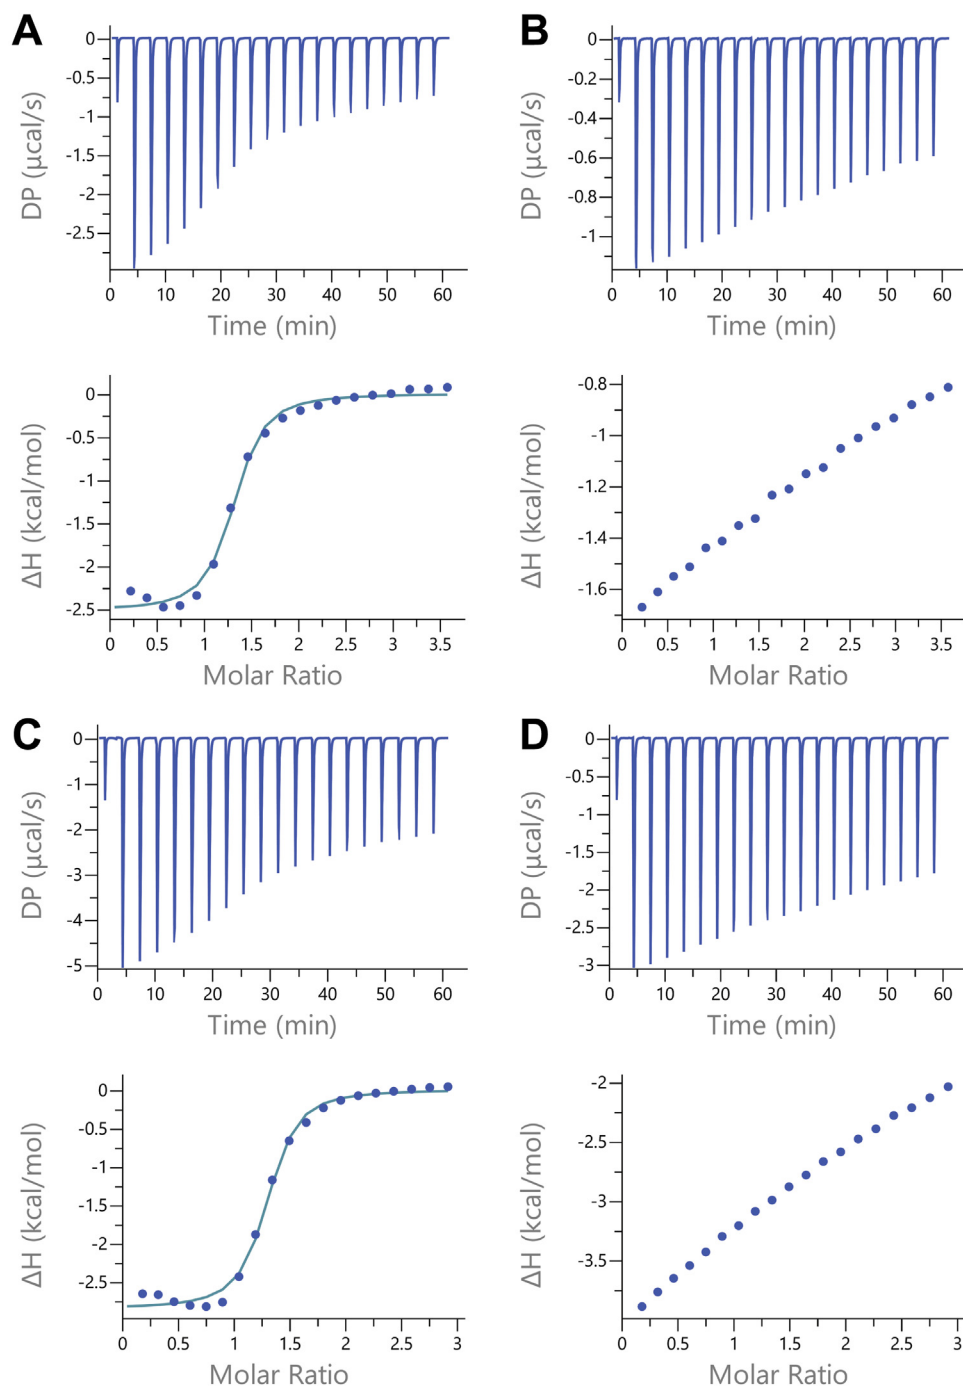 A
0
-0.5
-1
-1.5
-2
-2.5
DP (µcal/s)
0 10 20 30 40 50 60
Time (min)
0
-0.5
-1
-1.5
-2
-2.5
ΔH (kcal/mol)
0 0.5 1 1.5 2 2.5 3 3.5
Molar Ratio
B
0
-0.2
-0.4
-0.6
-0.8
-1
DP (µcal/s)
0 10 20 30 40 50 60
Time (min)
-0.8
-1
-1.2
-1.4
-1.6
ΔH (kcal/mol)
0 0.5 1 1.5 2 2.5 3 3.5
Molar Ratio
C
0
-1
-2
-3
-4
-5
DP (µcal/s)
0 10 20 30 40 50 60
Time (min)
0
-0.5
-1
-1.5
-2
-2.5
ΔH (kcal/mol)
0 0.5 1 1.5 2 2.5 3
Molar Ratio
D
0
-0.5
-1
-1.5
-2
-2.5
-3
DP (µcal/s)
0 10 20 30 40 50 60
Time (min)
-2
-2.5
-3
-3.5
ΔH (kcal/mol)
0 0.5 1 1.5 2 2.5 3
Molar Ratio